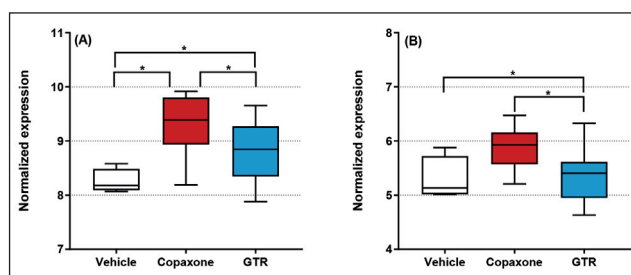 (A)
Normalized expression
11
10
9
8
7
*
*
*
Vehicle Copaxone GTR
(B)
Normalized expression
8
7
6
5
4
*
*
Vehicle Copaxone GTR